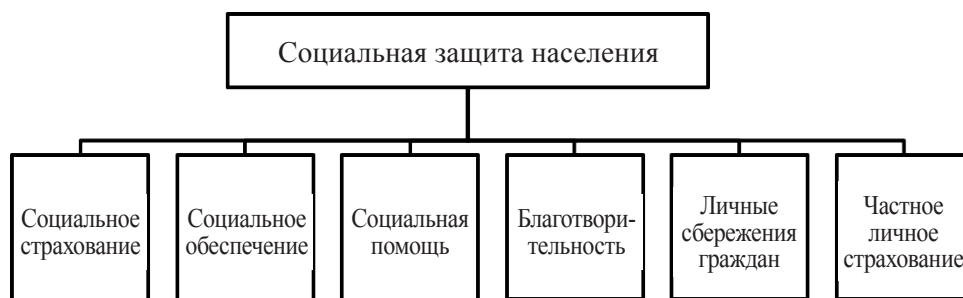 Социальная защита населения
Социальное
страхование
Социальное
обеспечение
Социальная
помощь
Благотвори-
тельность
Личные
сбережения
граждан
Частное
личное
страхование